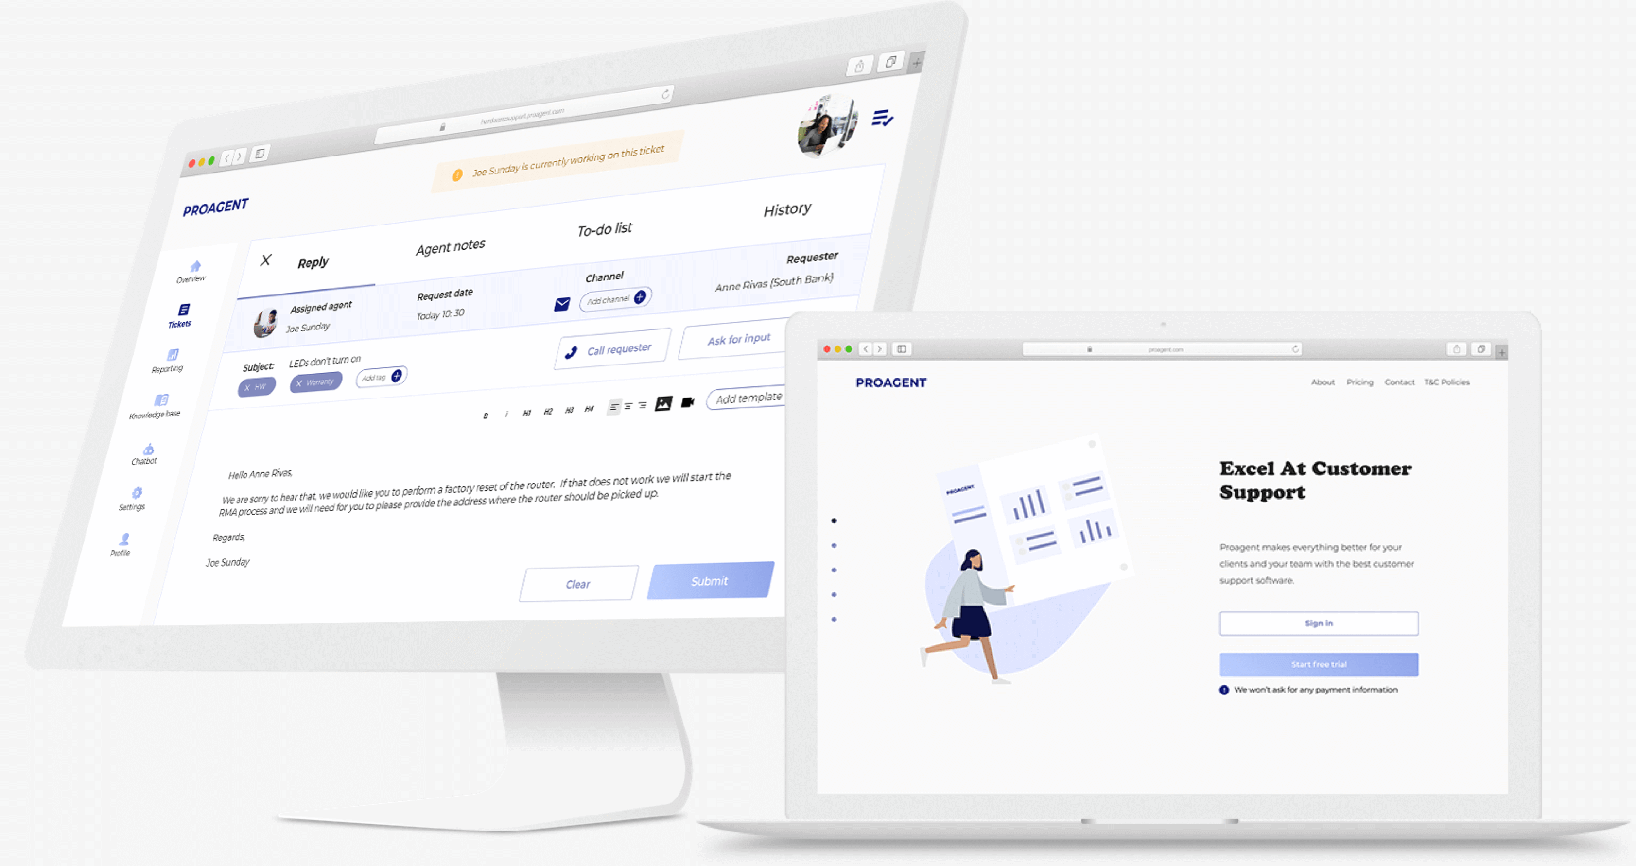 Joe Sunday is currently working on this ticket
PROAGENT
Overview
Tickets
Reporting
Knowledge base
Chatbot
Settings
Profile
Reply
Agent notes
To-do list
History
Assigned agent
Joe Sunday
Request date
Today 10:30
Channel
Add channel
Requester
Anne Rivas (South Bank)
Subject:
LEDs don't turn on
HW
Warranty
Add tag
Call requester
Ask for input
B i H1 H2 H3 H4
Add template
Hello Anne Rivas,
We are sorry to hear that, we would like you to perform a factory reset of the router. If that does not work we will start the
RMA process and we will need for you to please provide the address where the router should be picked up.
Regards,
Joe Sunday
Clear
Submit
proagent.com
PROAGENT
About Pricing Contact T&C Policies
PROAGENT
Excel At Customer
Support
Proagent makes everything better for your
clients and your team with the best customer
support software.
Sign in
Start free trial
We won't ask for any payment information